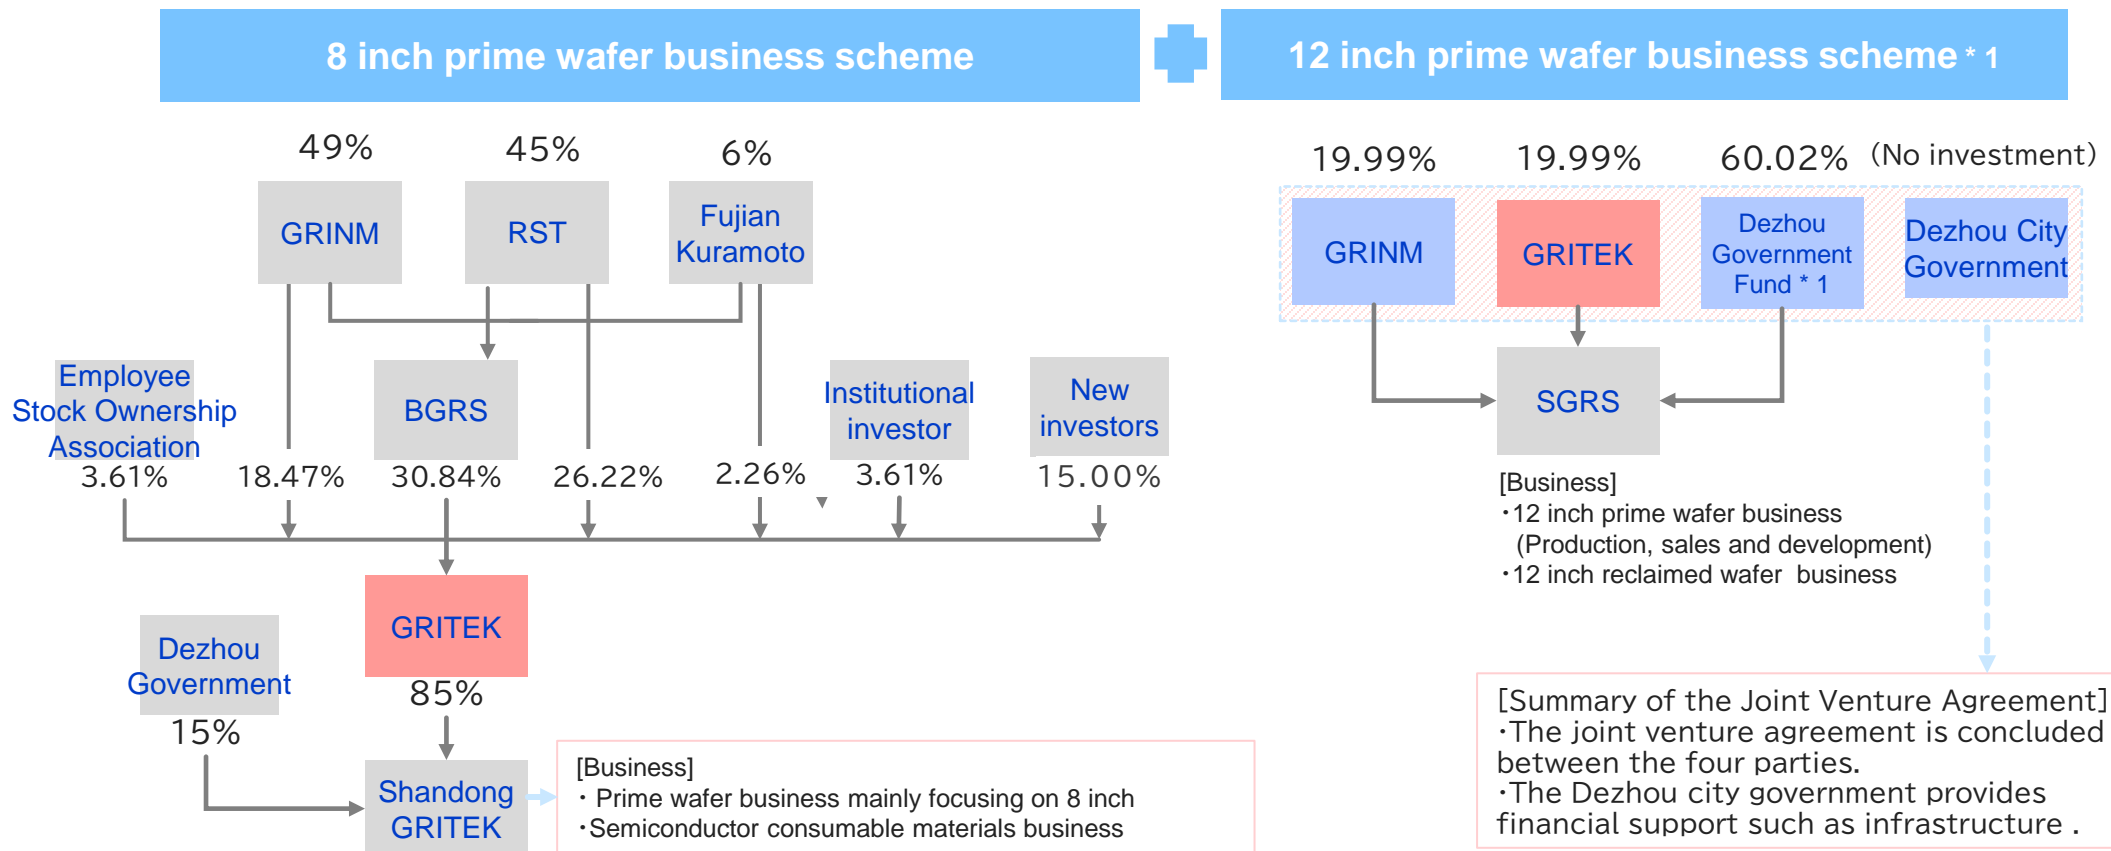 8 inch prime wafer business scheme
12 inch prime wafer business scheme * 1
49%
45%
6%
GRINM
RST
Fujian
Kuramoto
Employee
Stock Ownership
Association
BGRS
Institutional
investor
New
investors
3.61%
18.47%
30.84%
26.22%
2.26%
3.61%
15.00%
GRITEK
Dezhou
Government
85%
15%
Shandong
GRITEK
[Business]
・ Prime wafer business mainly focusing on 8 inch
・Semiconductor consumable materials business
19.99%
19.99%
60.02%
(No investment)
GRINM
GRITEK
Dezhou
Government
Fund * 1
Dezhou City
Government
SGRS
[Business]
・12 inch prime wafer business
(Production, sales and development)
・12 inch reclaimed wafer business
[Summary of the Joint Venture Agreement]
・The joint venture agreement is concluded
between the four parties.
・The Dezhou city government provides
financial support such as infrastructure .